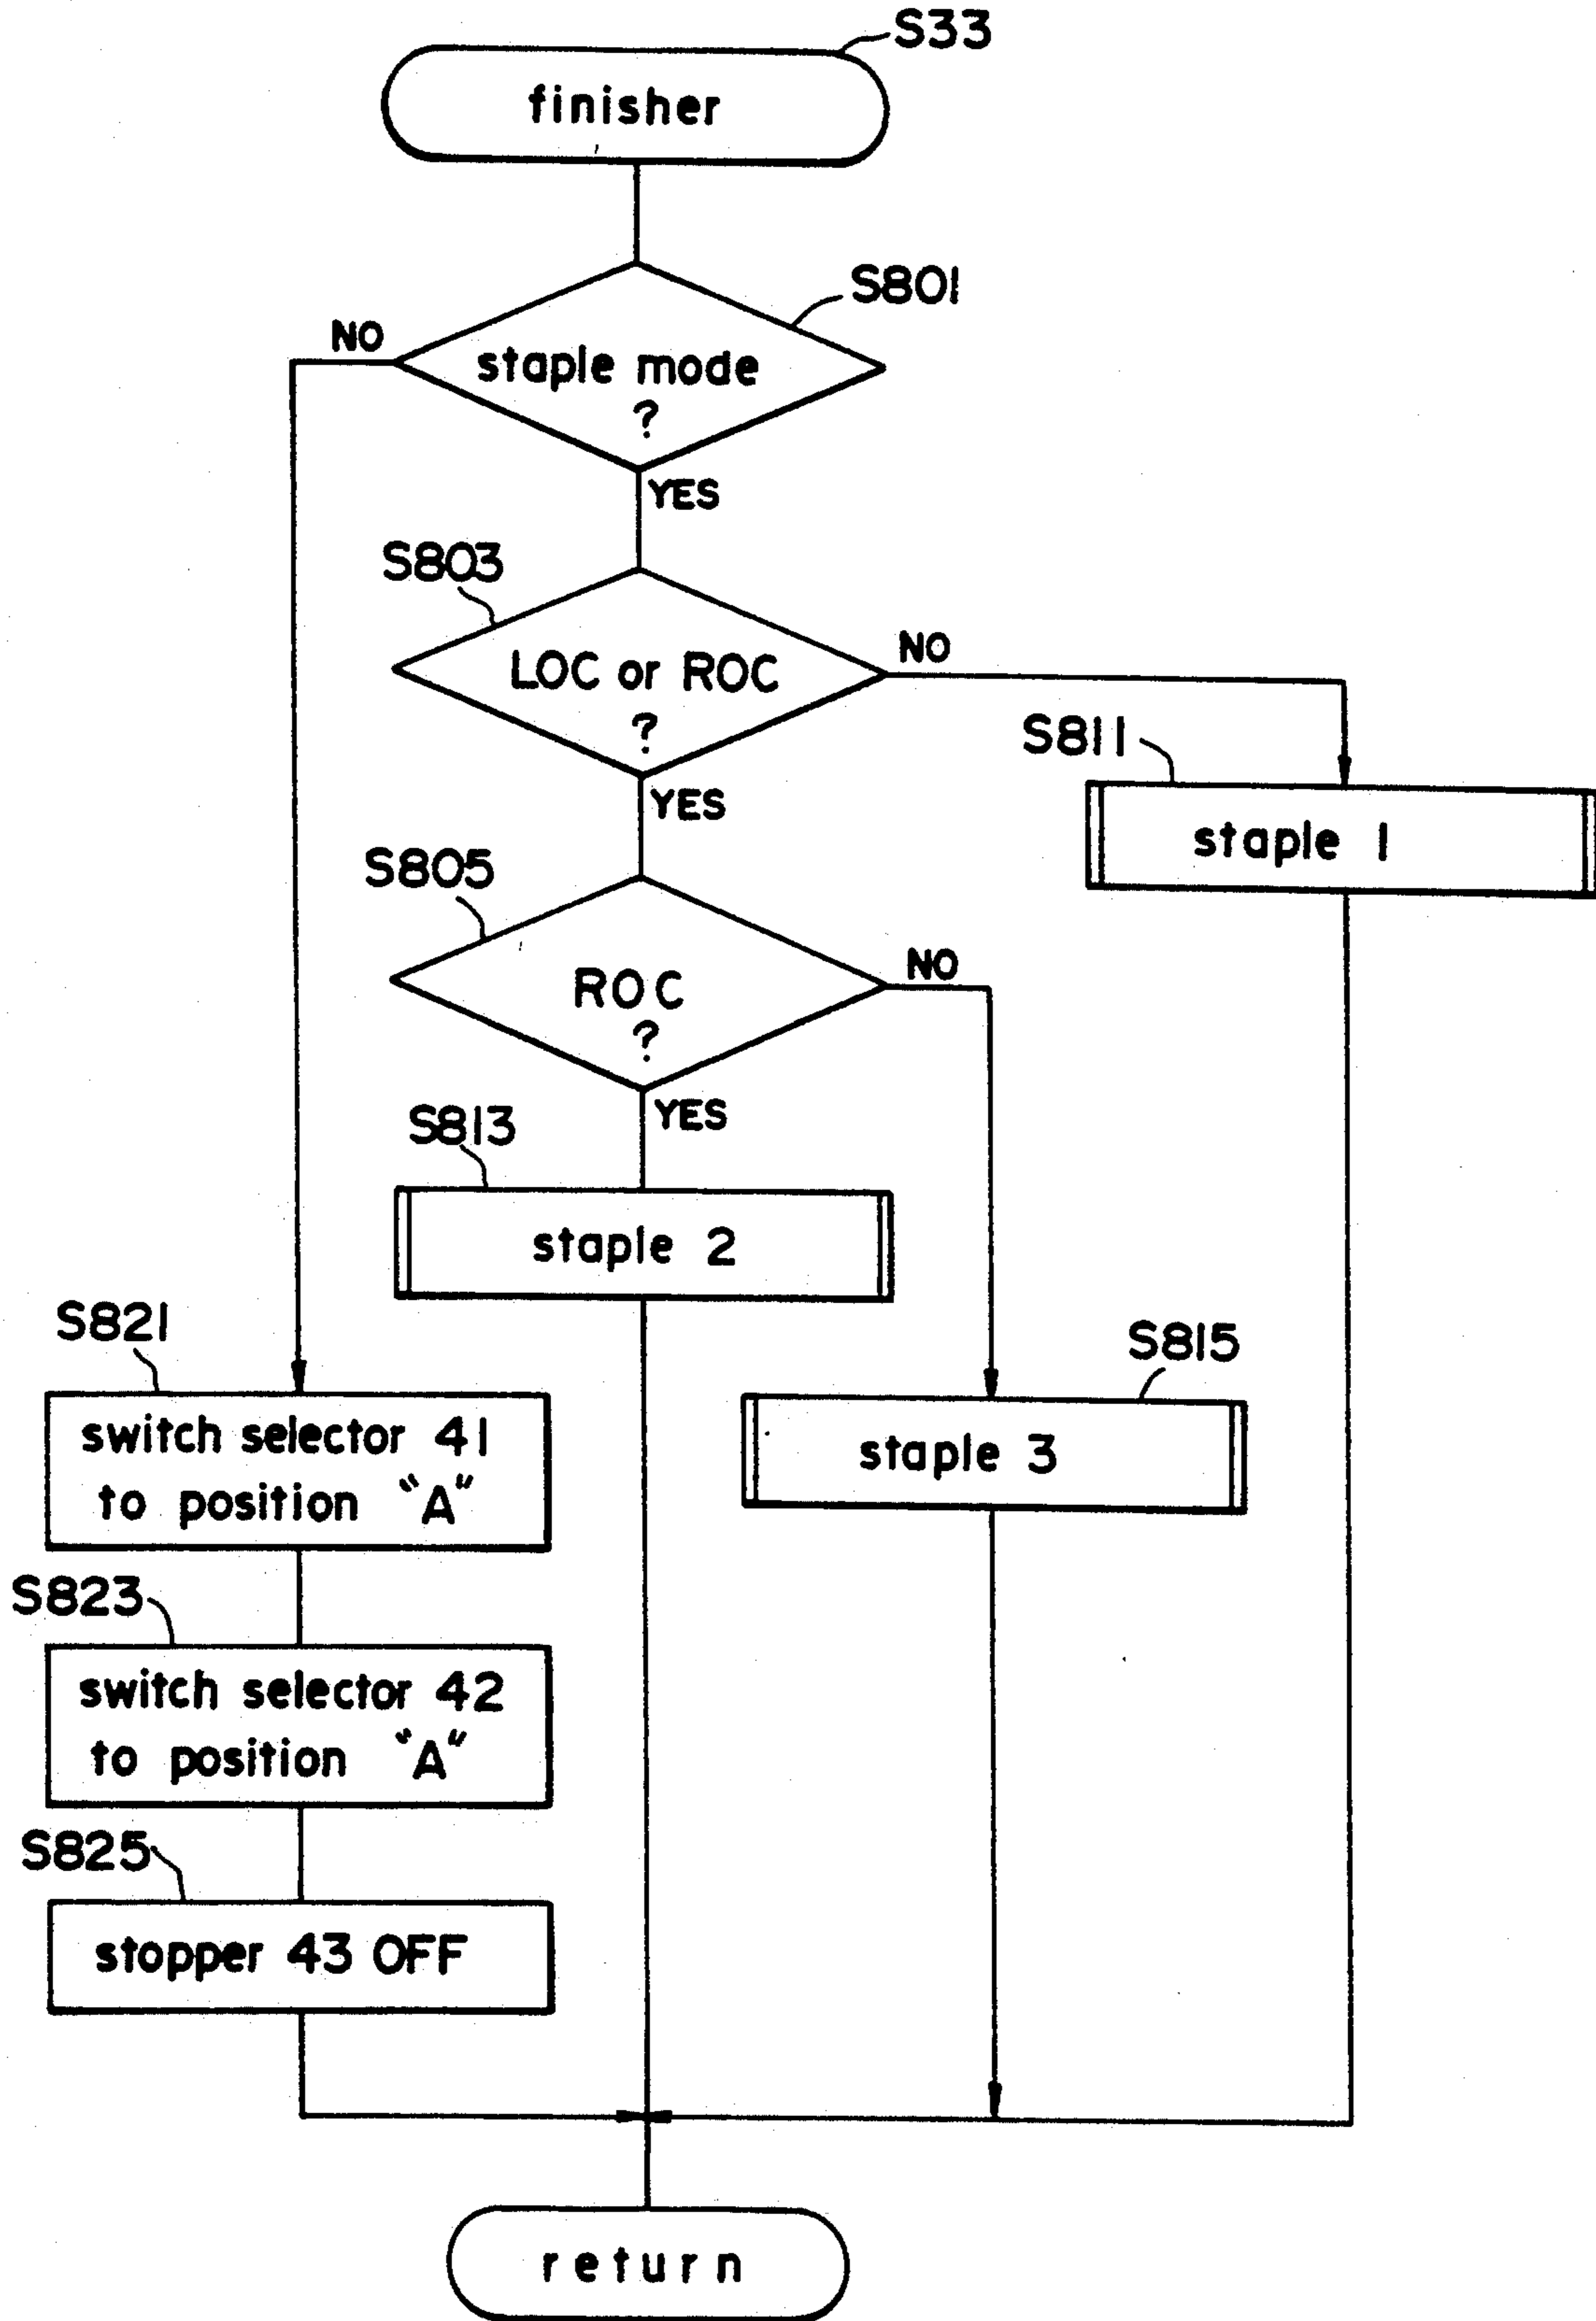 S33
finisher
S801
NO
staple mode
?
YES
S803
LOC or ROC
?
NO
YES
S811
staple 1
S805
ROC
?
NO
YES
S813
staple 2
S815
staple 3
S821
switch selector 41
to position "A"
S823
switch selector 42
to position "A"
S825
stopper 43 OFF
return